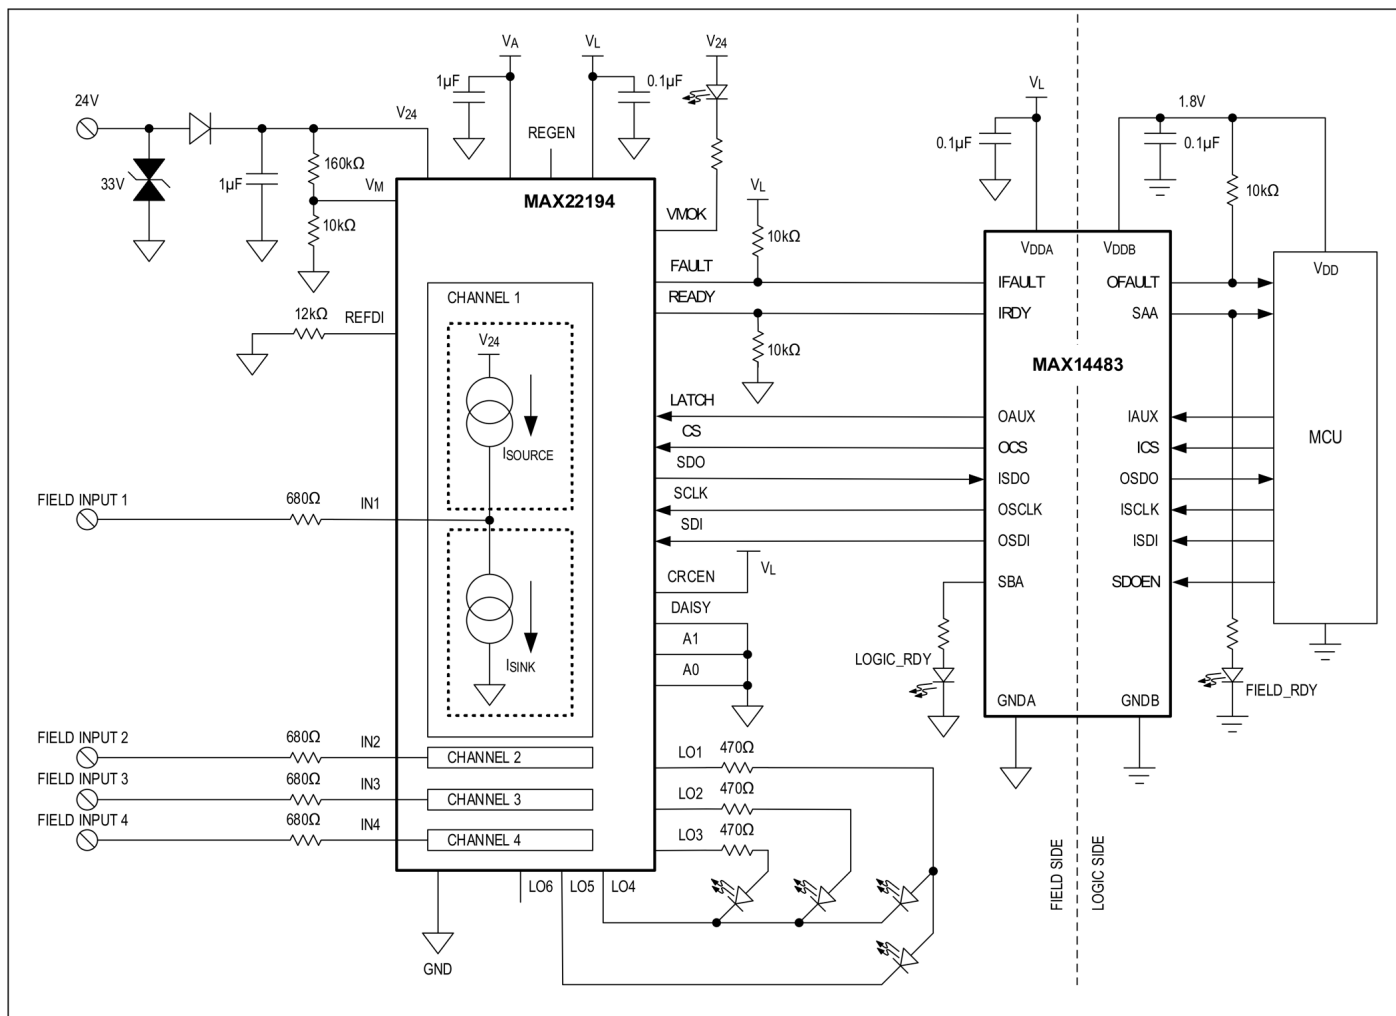 VA
VL
V24
1µF
0.1µF
24V
V24
VL
1.8V
REGEN
0.1µF
0.1µF
160kΩ
33V
1µF
VM
MAX22194
VL
10kΩ
VMOK
10kΩ
10kΩ
VDDA
VDDB
VDD
FAULT
IFAULT
OFAULT
CHANNEL 1
READY
IRDY
SAA
12kΩ
REFDI
V24
10kΩ
MAX14483
LATCH
OAUX
IAUX
ISOURCE
CS
OCS
ICS
MCU
SDO
ISDO
OSDO
FIELD INPUT 1
680Ω
IN1
SCLK
OSCLK
ISCLK
SDI
OSDI
ISDI
VL
CRCEN
SBA
SDOEN
DAISY
A1
ISINK
A0
LOGIC_RDY
FIELD_RDY
GNDA
GNDB
FIELD INPUT 2
680Ω
IN2
CHANNEL 2
LO1
470Ω
FIELD INPUT 3
680Ω
IN3
CHANNEL 3
LO2
470Ω
FIELD INPUT 4
680Ω
IN4
CHANNEL 4
LO3
470Ω
LO6
LO5
LO4
FIELD SIDE
LOGIC SIDE
GND